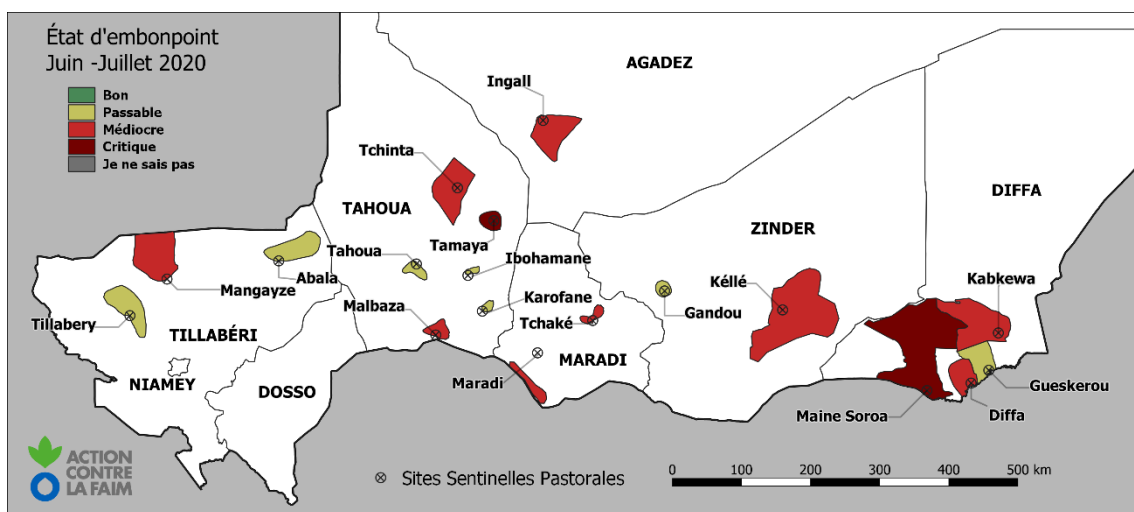 État d'embonpoint
Juin -Juillet 2020
Bon
Passable
Médiocre
Critique
Je ne sais pas
AGADEZ
Ingall
Tchinta
DIFFA
TAHOUA
ZINDER
Tamaya
Tahoua
Ibohamane
Abala
Mangayze
Kéllé
Kabkewa
Karofane
Gandou
Malbaza
Tchaké
Tillabery
TILLABÉRI
MARADI
Maradi
NIAMEY
DOSSO
Gueskerou
Maine Soroa
Diffa
ACTION
CONTRE
LA FAIM
Sites Sentinelles Pastorales
0 100 200 300 400 500 km